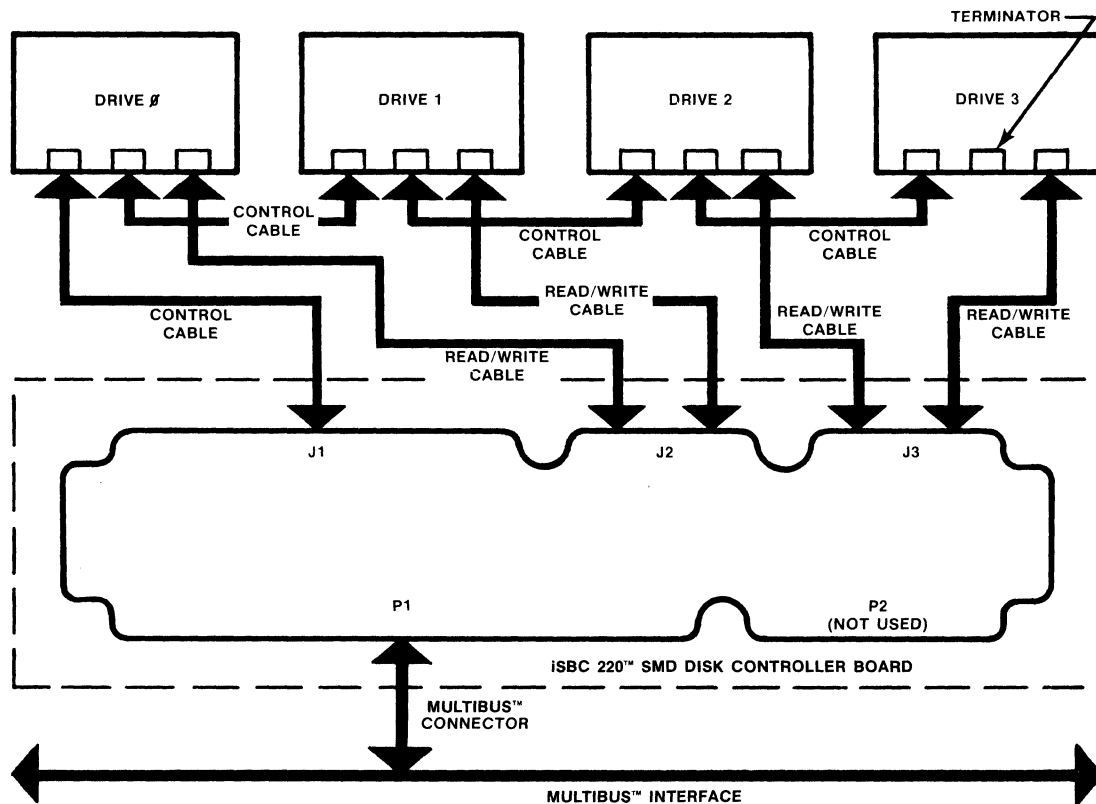 TERMINATOR
DRIVE Ø
DRIVE 1
DRIVE 2
DRIVE 3
CONTROL
CABLE
CONTROL
CABLE
CONTROL
CABLE
CONTROL
CABLE
READ/WRITE
CABLE
READ/WRITE
CABLE
READ/WRITE
CABLE
READ/WRITE
CABLE
J1
J2
J3
P1
P2
(NOT USED)
iSBC 220™ SMD DISK CONTROLLER BOARD
MULTIBUS™
CONNECTOR
MULTIBUS™ INTERFACE